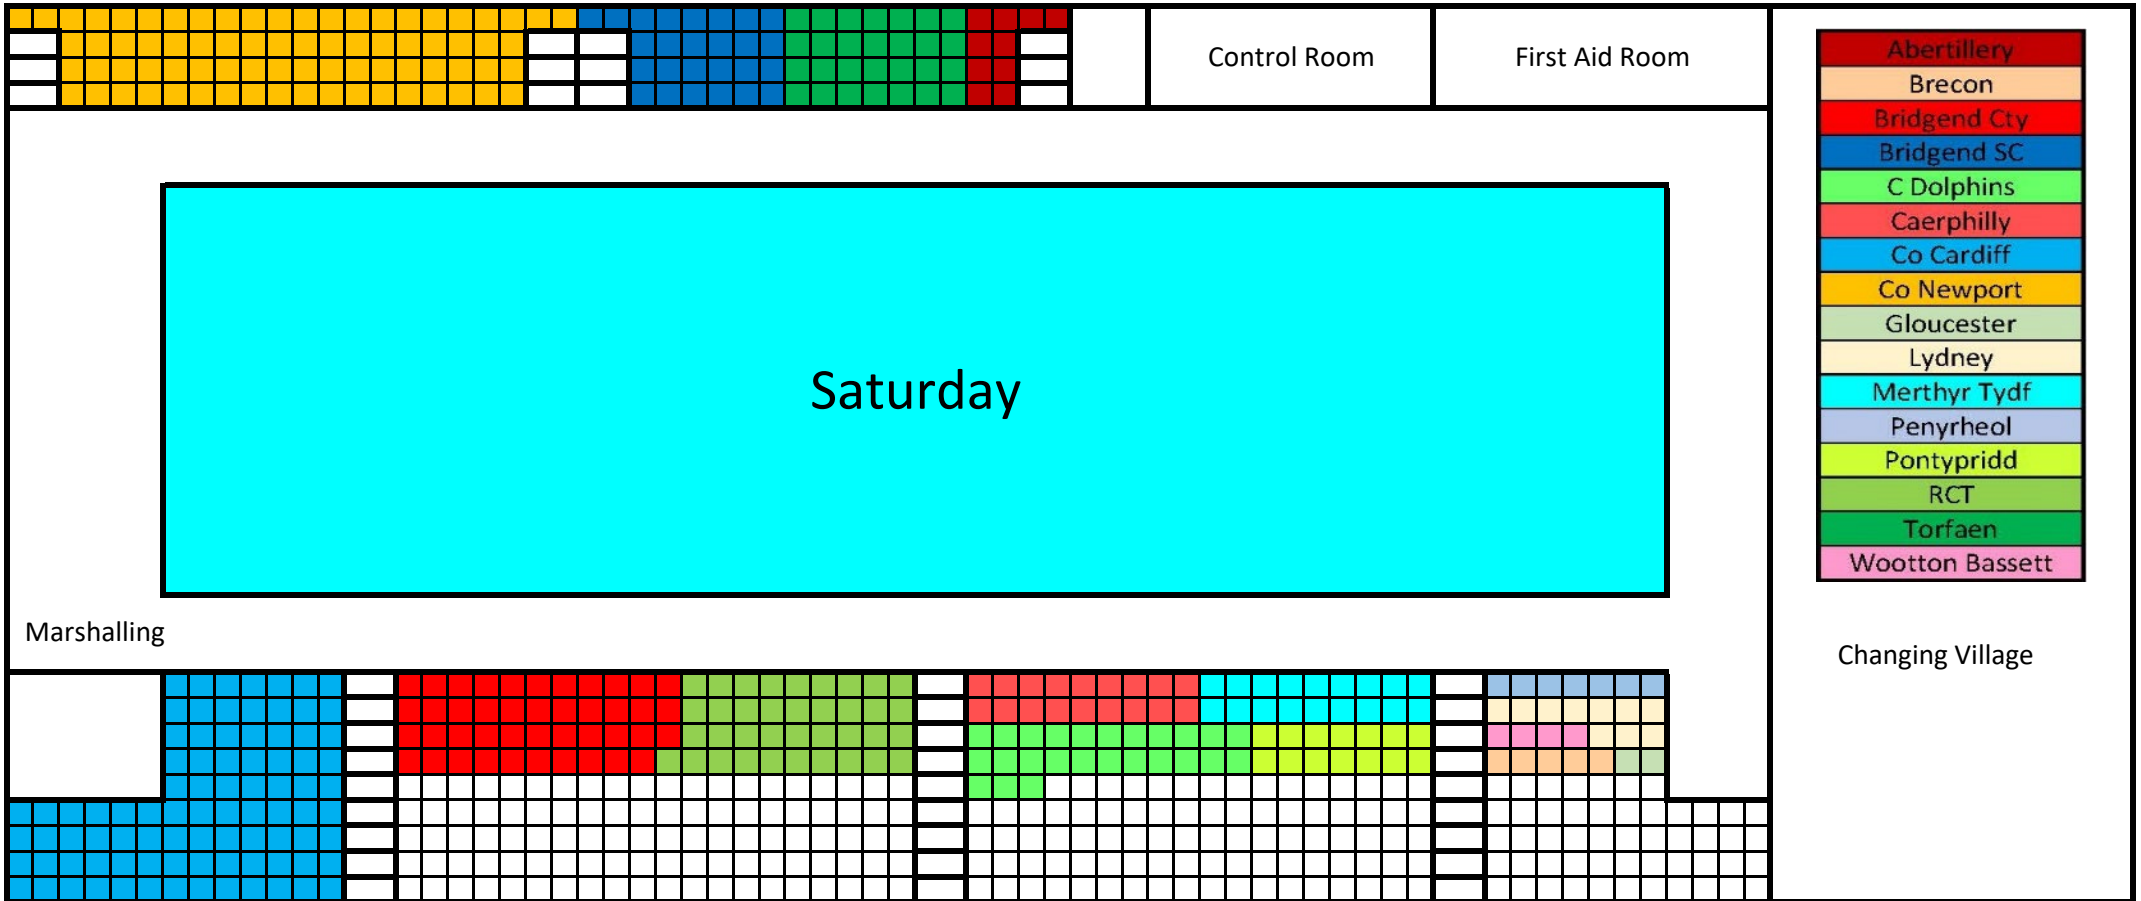 Control Room
First Aid Room
Abertillery
Brecon
Bridgend Cty
Bridgend SC
C Dolphins
Caerphilly
Co Cardiff
Co Newport
Gloucester
Lydney
Merthyr Tydf
Penyrheol
Pontypridd
RCT
Torfaen
Wootton Bassett
Saturday
Marshalling
Changing Village